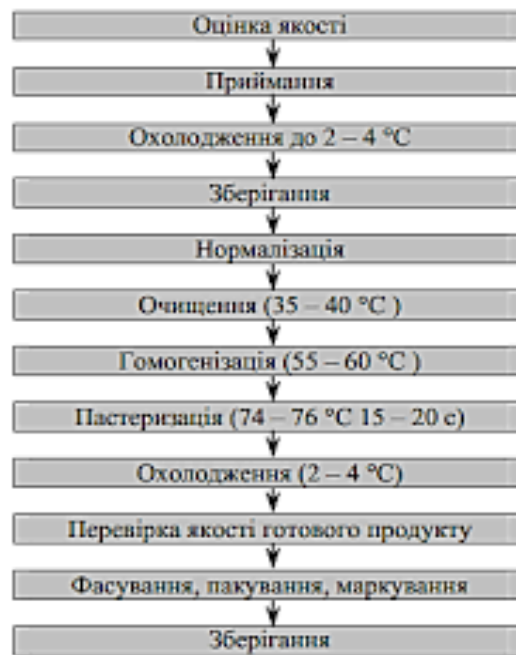 Оцінка якості
Приймання
Охолодження до 2 – 4 °С
Зберігання
Нормалізація
Очищення (35 – 40 °С )
Гомогенізація (55 – 60 °С )
Пастеризація (74 – 76 °С 15 – 20 с)
Охолодження (2 – 4 °С)
Перевірка якості готового продукту
Фасування, пакування, маркування
Зберігання